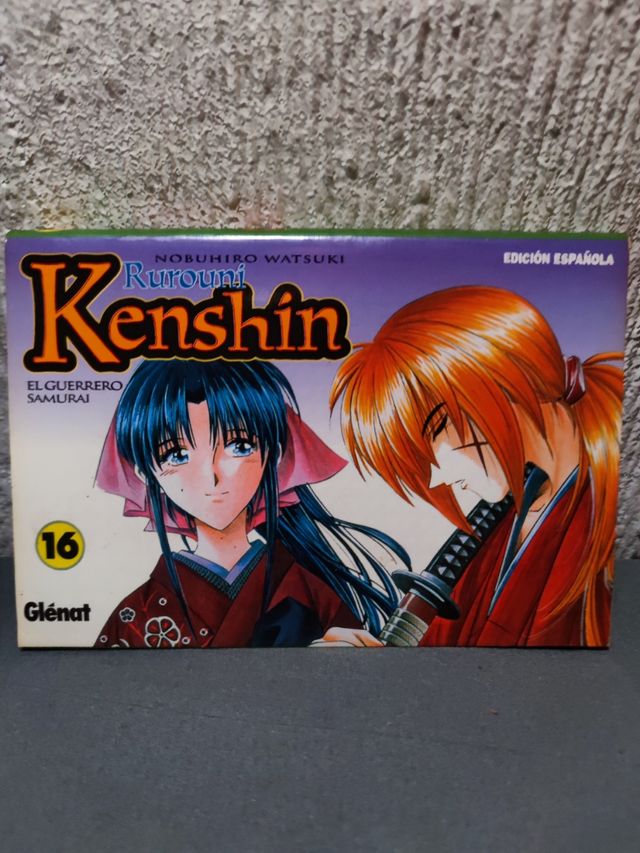 NOBUHIRO WATSUKI
EDICIÓN ESPAÑOLA
Rurouni
Kenshin
EL GUERRERO
SAMURAI
16
Glénat